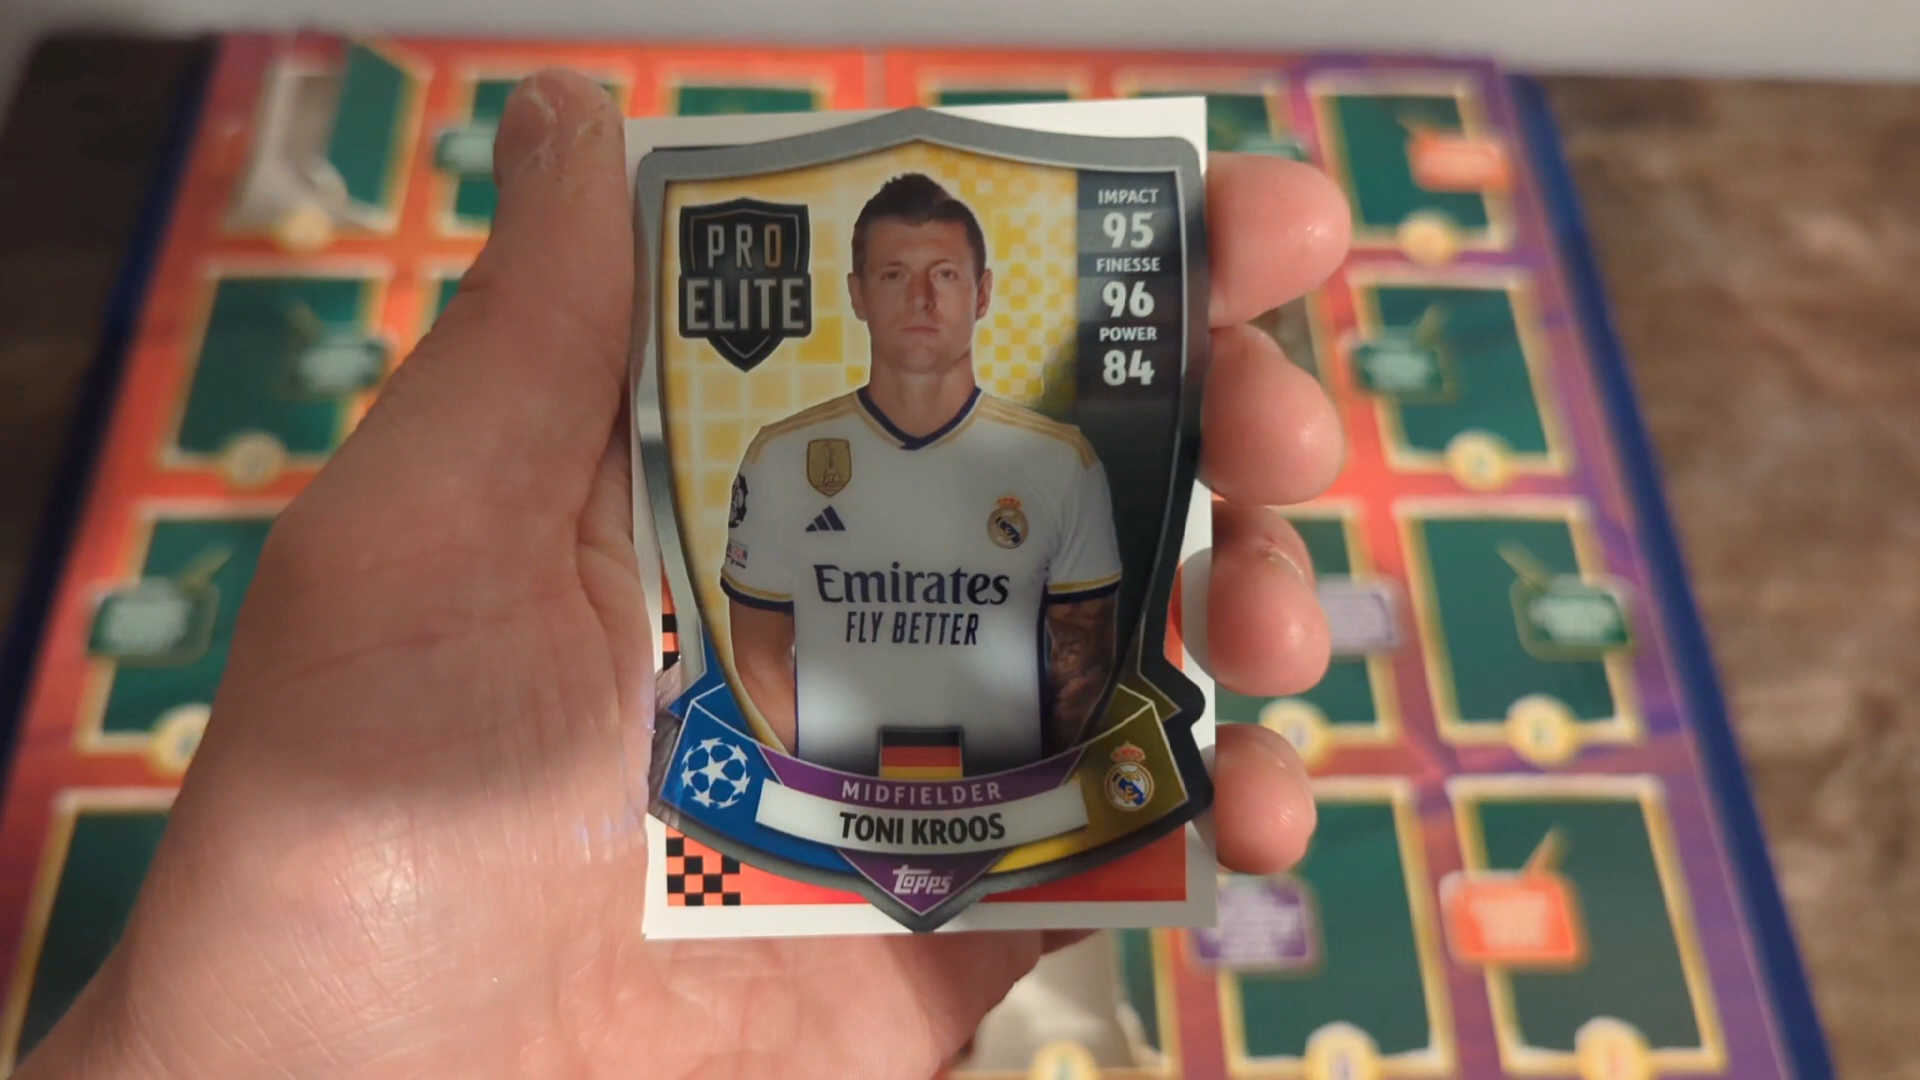 PRO
ELITE
IMPACT
95
FINESSE
96
POWER
84
Emirates
FLY BETTER
MIDFIELDER
TONI KROOS
topps